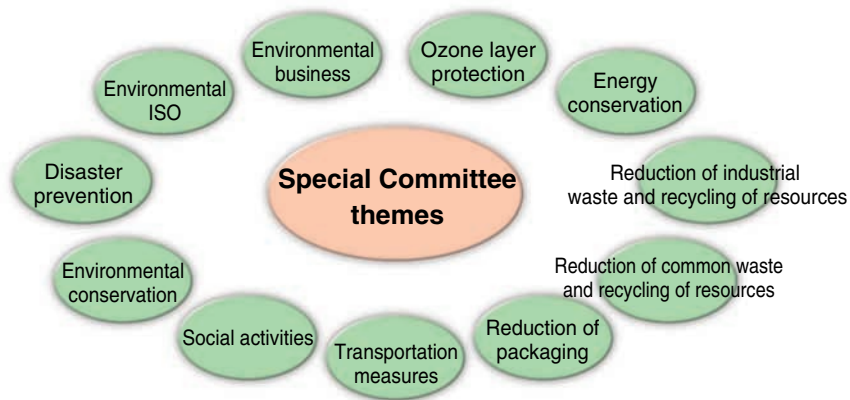 Special Committee
themes
Environmental
business
Ozone layer
protection
Energy
conservation
Reduction of industrial
waste and recycling of resources
Reduction of common waste
and recycling of resources
Reduction of
packaging
Transportation
measures
Social activities
Environmental
conservation
Disaster
prevention
Environmental
ISO